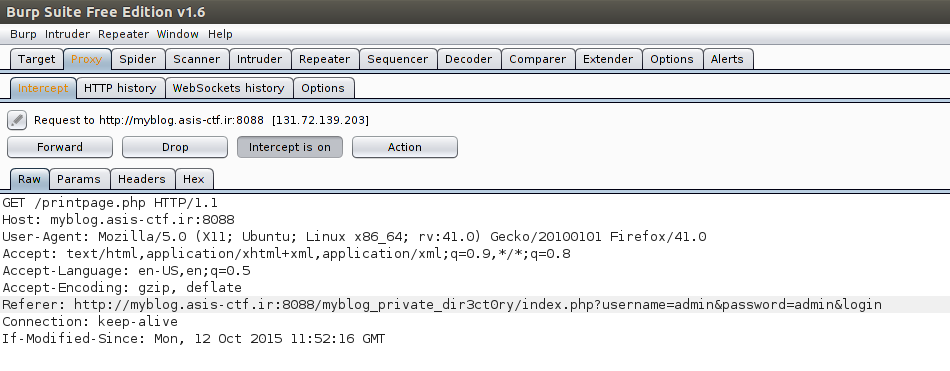 Burp Suite Free Edition v1.6
Burp Intruder Repeater Window Help
Target Proxy Spider Scanner Intruder Repeater Sequencer Decoder Comparer Extender Options Alerts
Intercept HTTP history WebSockets history Options
Request to http://myblog.asis-ctf.ir:8088 [131.72.139.203]
Forward Drop Intercept is on Action
Raw Params Headers Hex
GET /printpage.php HTTP/1.1
Host: myblog.asis-ctf.ir:8088
User-Agent: Mozilla/5.0 (X11; Ubuntu; Linux x86_64; rv:41.0) Gecko/20100101 Firefox/41.0
Accept: text/html,application/xhtml+xml,application/xml;q=0.9,*/*;q=0.8
Accept-Language: en-US,en;q=0.5
Accept-Encoding: gzip, deflate
Referer: http://myblog.asis-ctf.ir:8088/myblog_private_dir3ct0ry/index.php?username=admin&password=admin&login
Connection: keep-alive
If-Modified-Since: Mon, 12 Oct 2015 11:52:16 GMT